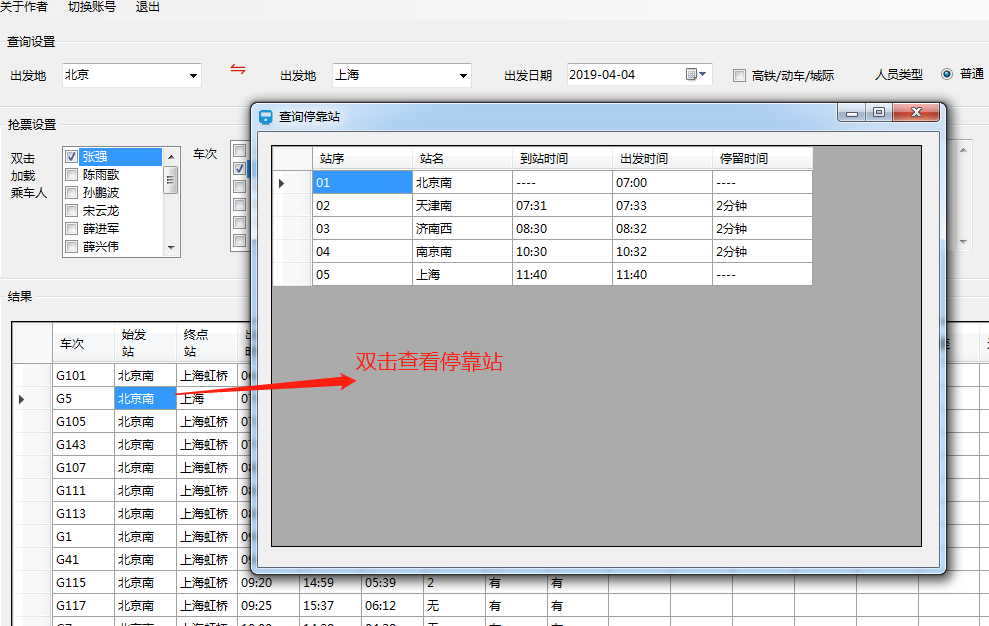 关于作者 切换账号 退出
查询设置
出发地 北京 出发地 上海 出发日期 2019-04-04 高铁/动车/城际 人员类型 普通
抢票设置
双击
加载
乘车人
张强
陈雨歌
孙鹏波
宋云龙
薛进军
薛兴伟
车次
查询停靠站
站序 站名 到站时间 出发时间 停留时间
01 北京南 ---- 07:00 ----
02 天津南 07:31 07:33 2分钟
03 济南西 08:30 08:32 2分钟
04 南京南 10:30 10:32 2分钟
05 上海 11:40 11:40 ----
双击查看停靠站
结果
车次 始发站 终点站
G101 北京南 上海虹桥
G5 北京南 上海
G105 北京南 上海虹桥
G143 北京南 上海虹桥
G107 北京南 上海虹桥
G111 北京南 上海虹桥
G113 北京南 上海虹桥
G1 北京南 上海虹桥
G41 北京南 上海虹桥
G115 北京南 上海虹桥 09:20 14:59 05:39 2 有 有
G117 北京南 上海虹桥 09:25 15:37 06:12 无 有 有